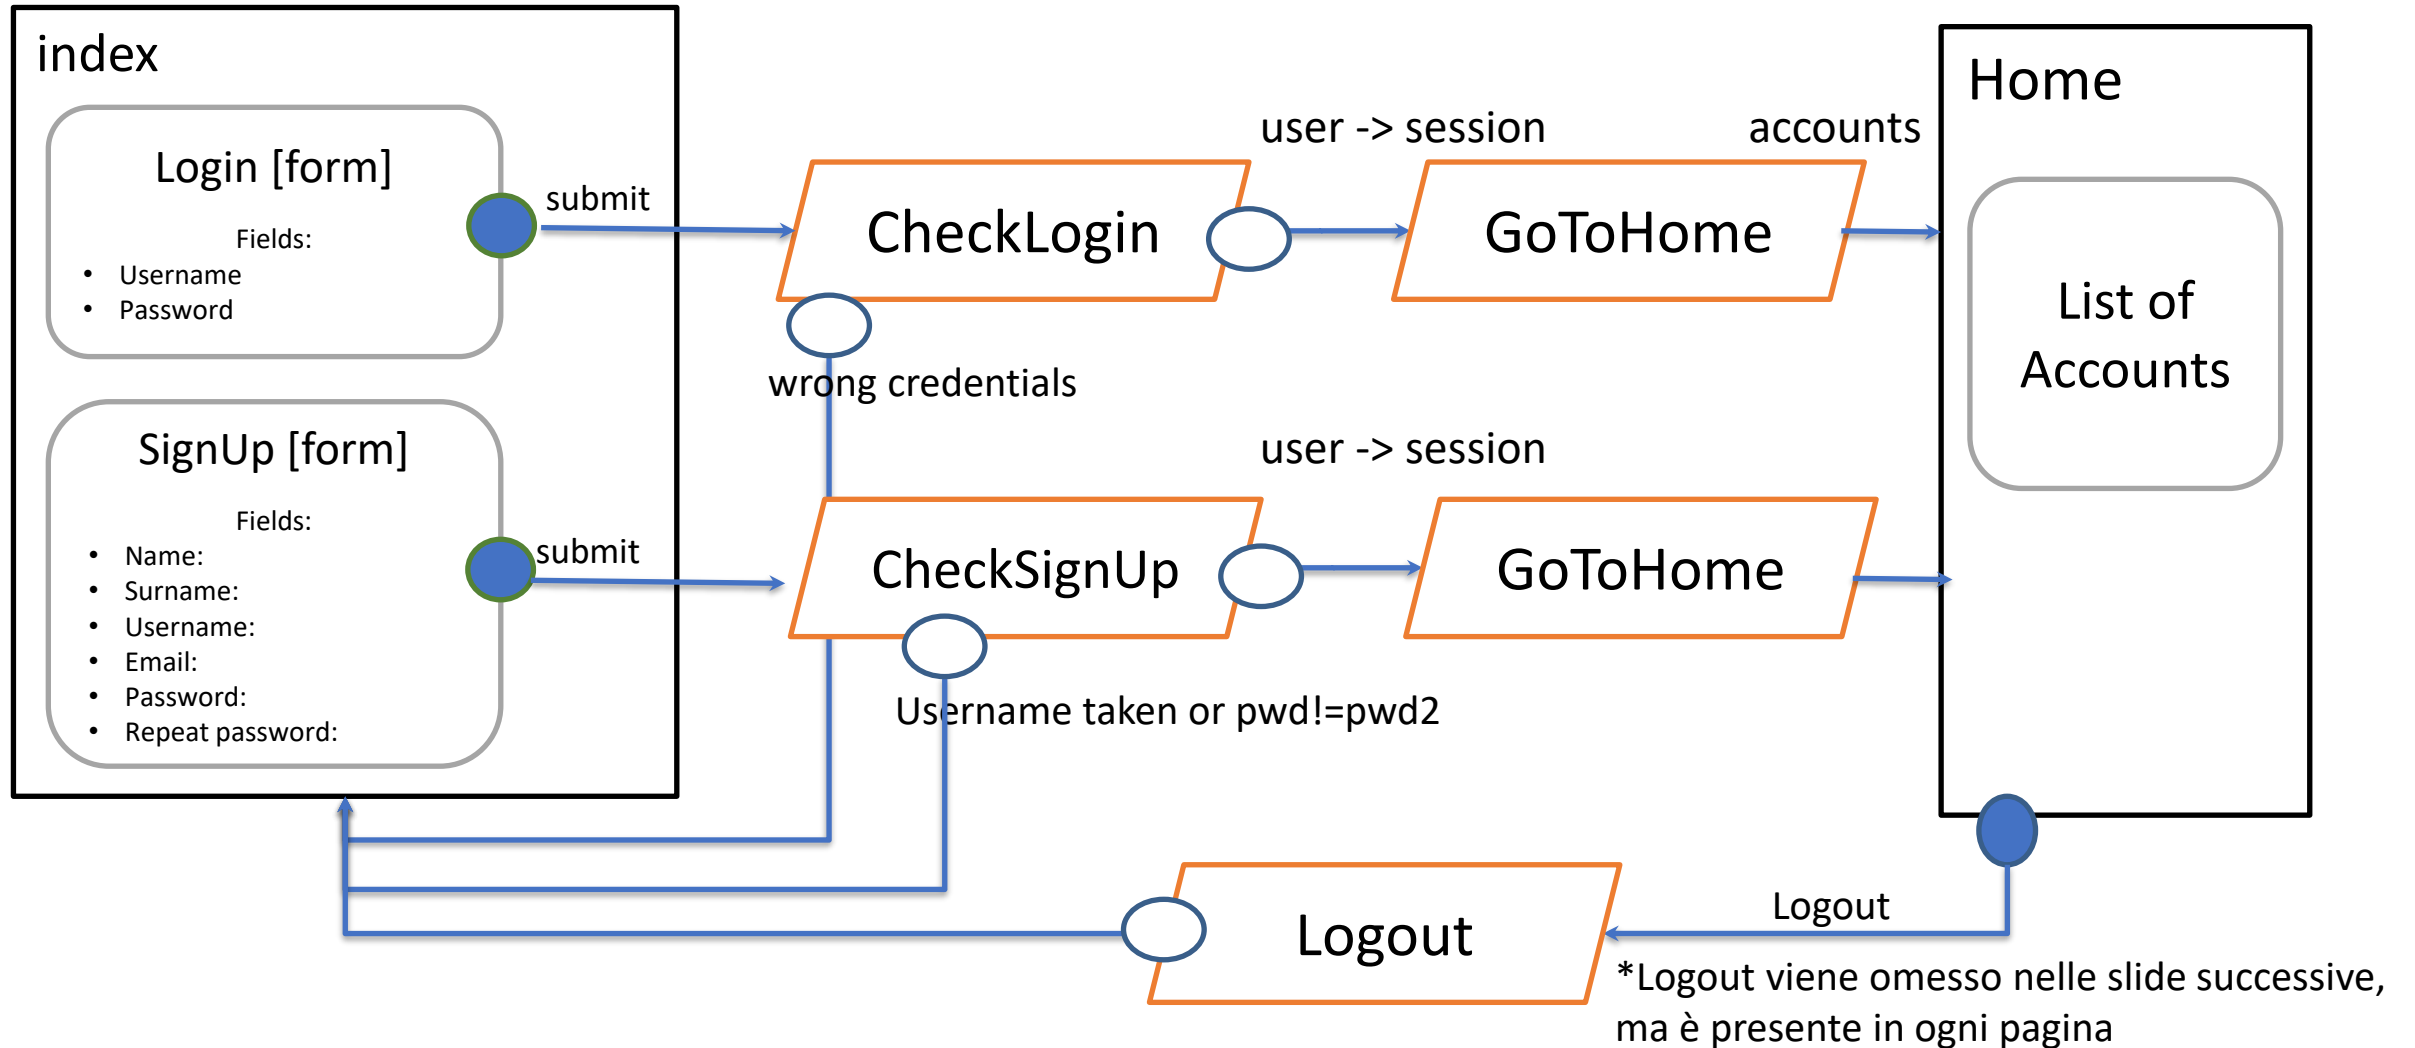 index
Login [form]
Fields:
• Username
• Password
submit
SignUp [form]
Fields:
• Name:
• Surname:
• Username:
• Email:
• Password:
• Repeat password:
submit
CheckLogin
wrong credentials
user -> session
GoToHome
accounts
CheckSignUp
Username taken or pwd!=pwd2
user -> session
GoToHome
Home
List of
Accounts
Logout
Logout
*Logout viene omesso nelle slide successive,
ma è presente in ogni pagina